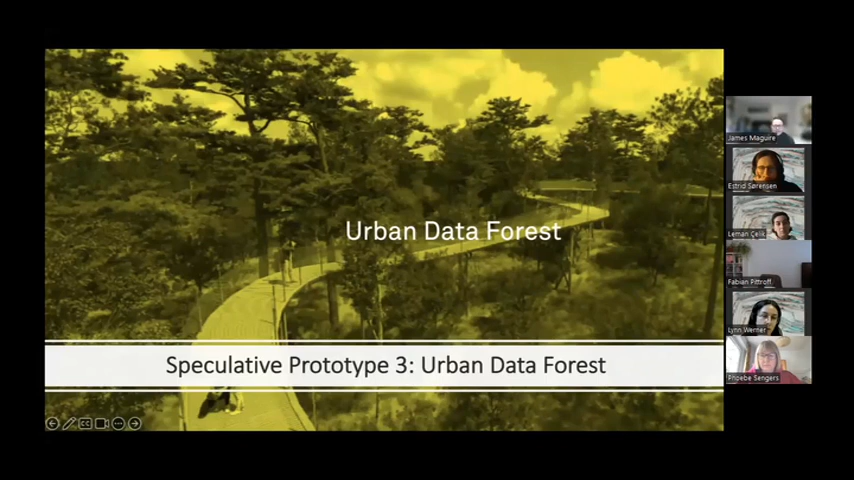 Urban Data Forest
Speculative Prototype 3: Urban Data Forest
James Maguire
Estrid Sørensen
Leman Çelik
Fabian Pittroff
Lynn Werner
Phoebe Sengers